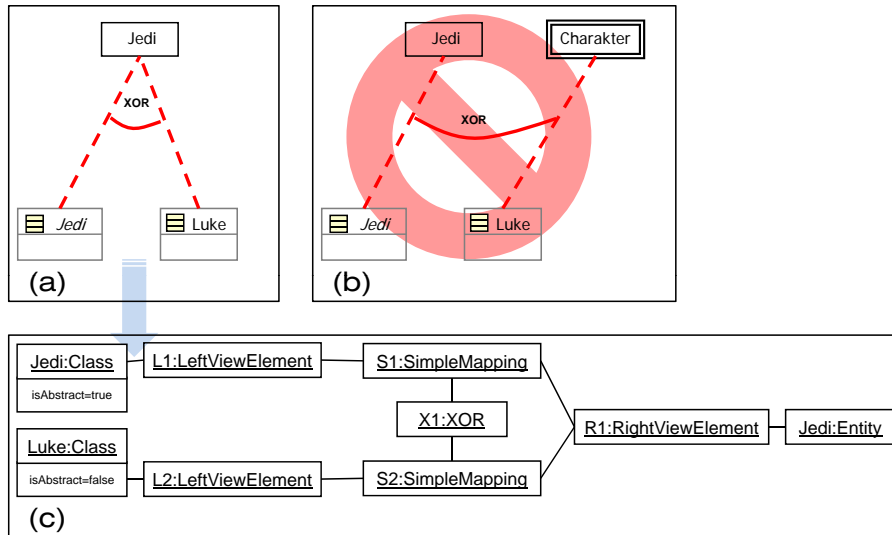 Jedi
XOR
Jedi
Luke
(a)
Jedi
Charakter
XOR
Jedi
Luke
(b)
Jedi:Class
isAbstract=true
L1:LeftViewElement
S1:SimpleMapping
X1:XOR
R1:RightViewElement
Jedi:Entity
Luke:Class
isAbstract=false
L2:LeftViewElement
S2:SimpleMapping
(c)